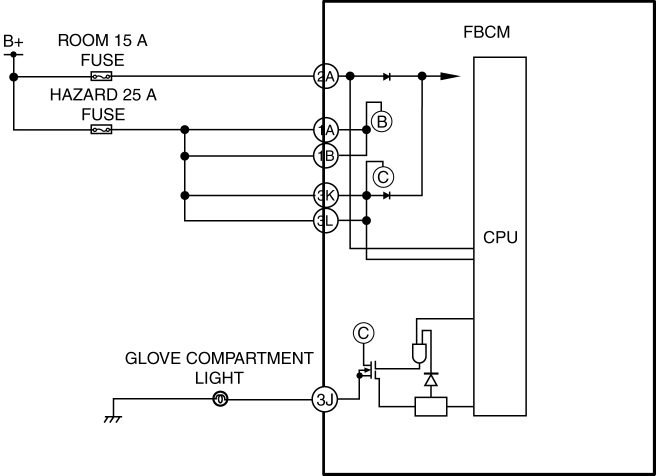 B+
ROOM 15 A
FUSE
HAZARD 25 A
FUSE
FBCM
2A
1A
B
1B
C
3K
3L
CPU
C
GLOVE COMPARTMENT
LIGHT
3J